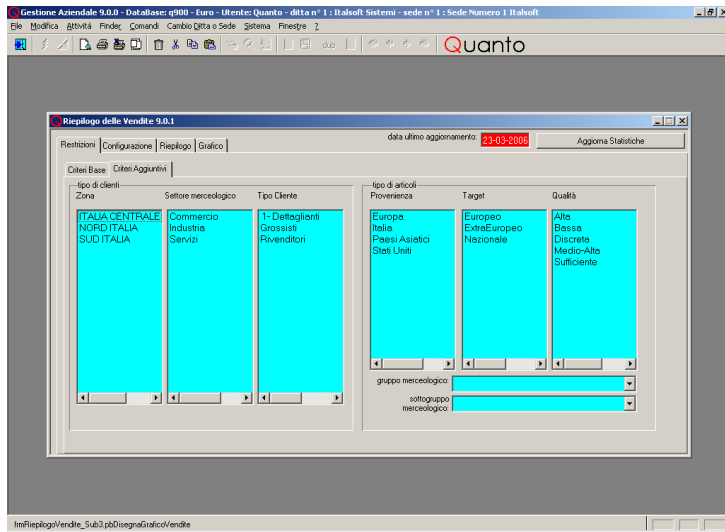 Gestione Aziendale 9.0.0 - DataBase: q900 - Euro - Utente: Quanto - ditta n° 1 : Italsoft Sistemi - sede n° 1 : Sede Numero 1 Italsoft
File Modifica Attività Finder Comandi Cambio Ditta o Sede Sistema Finestre ?
dup Quanto
Riepilogo delle Vendite 9.0.1
Restrizioni Configurazione Riepilogo Grafico data ultimo aggiornamento: 23-03-2006 Aggiorna Statistiche
Criteri Base Criteri Aggiuntivi
tipo di clienti tipo di articoli
Zona Settore merceologico Tipo Cliente Provenienza Target Qualità
ITALIA CENTRALE Commercio 1- Dettaglianti Europa Europeo Alta
NORD ITALIA Industria Grossisti Italia ExtraEuropeo Bassa
SUD ITALIA Servizi Rivenditori Paesi Asiatici Nazionale Discreta
Stati Uniti Medio-Alta
Sufficiente
gruppo merceologico:
sottogruppo
merceologico:
frmRiepilogoVendite_Sub3.pbDisegnaGraficoVendite